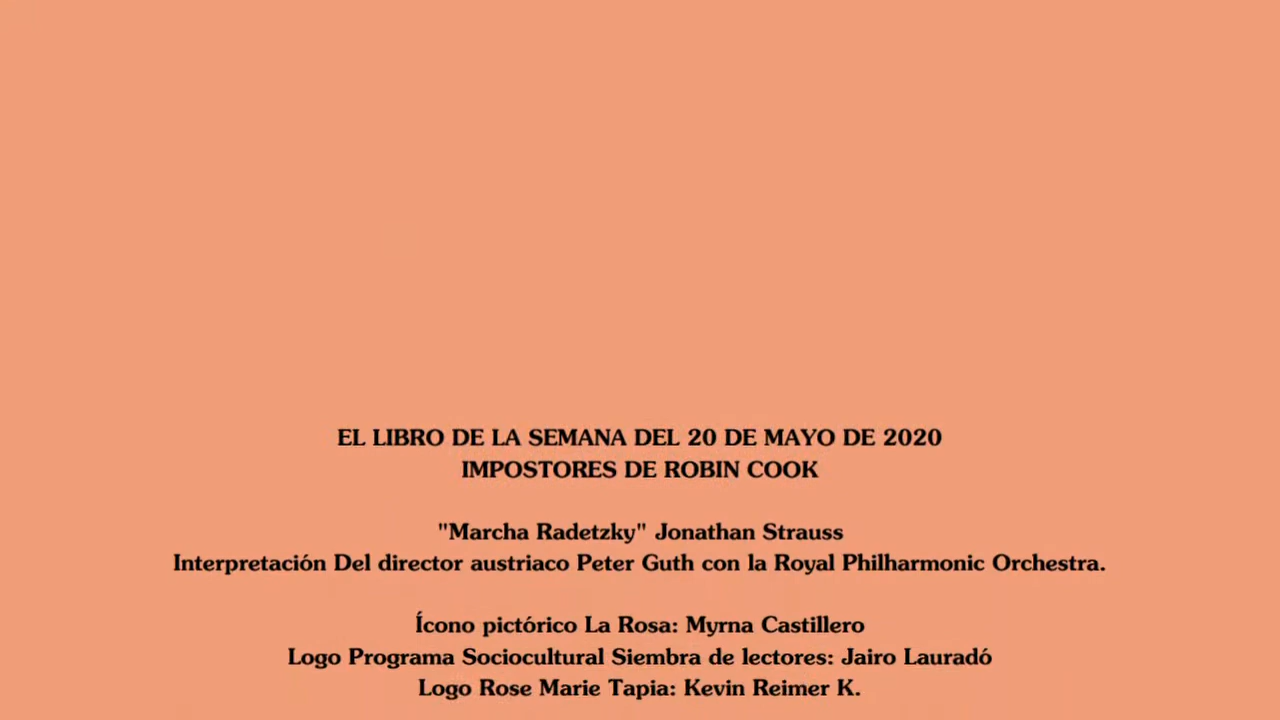 EL LIBRO DE LA SEMANA DEL 20 DE MAYO DE 2020
IMPOSTORES DE ROBIN COOK
"Marcha Radetzky" Jonathan Strauss
Interpretación Del director austriaco Peter Guth con la Royal Philharmonic Orchestra.
Ícono pictórico La Rosa: Myrna Castillero
Logo Programa Sociocultural Siembra de lectores: Jairo Lauradó
Logo Rose Marie Tapia: Kevin Reimer K.